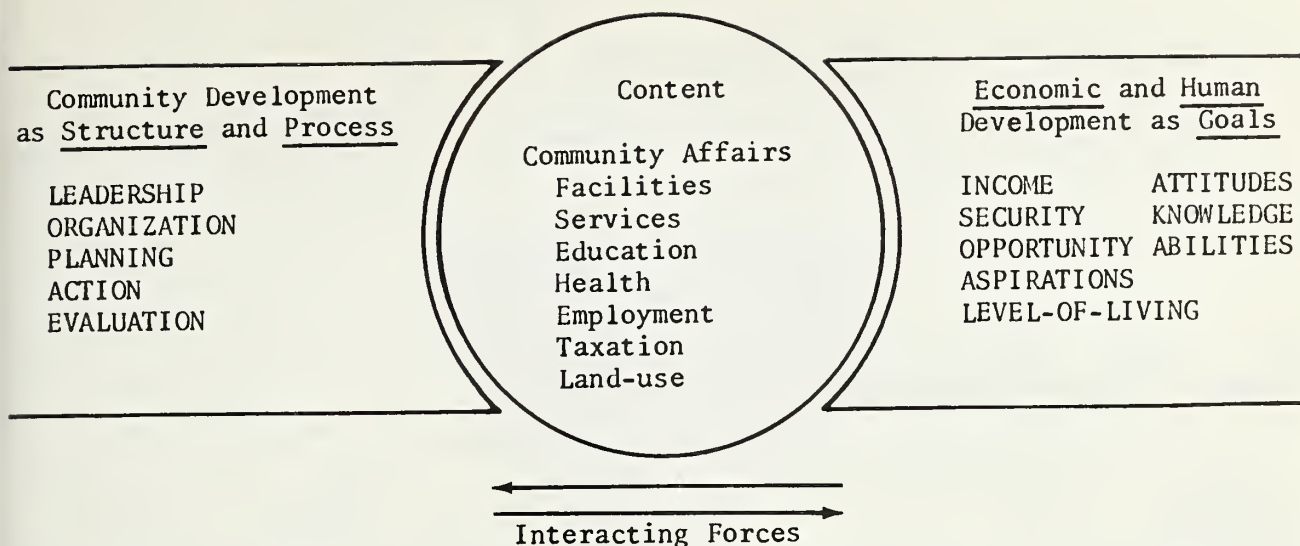 Community Development
as Structure and Process
LEADERSHIP
ORGANIZATION
PLANNING
ACTION
EVALUATION
Content
Community Affairs
Facilities
Services
Education
Health
Employment
Taxation
Land-use
Economic and Human
Development as Goals
INCOME ATTITUDES
SECURITY KNOWLEDGE
OPPORTUNITY ABILITIES
ASPIRATIONS
LEVEL-OF-LIVING
Interacting Forces